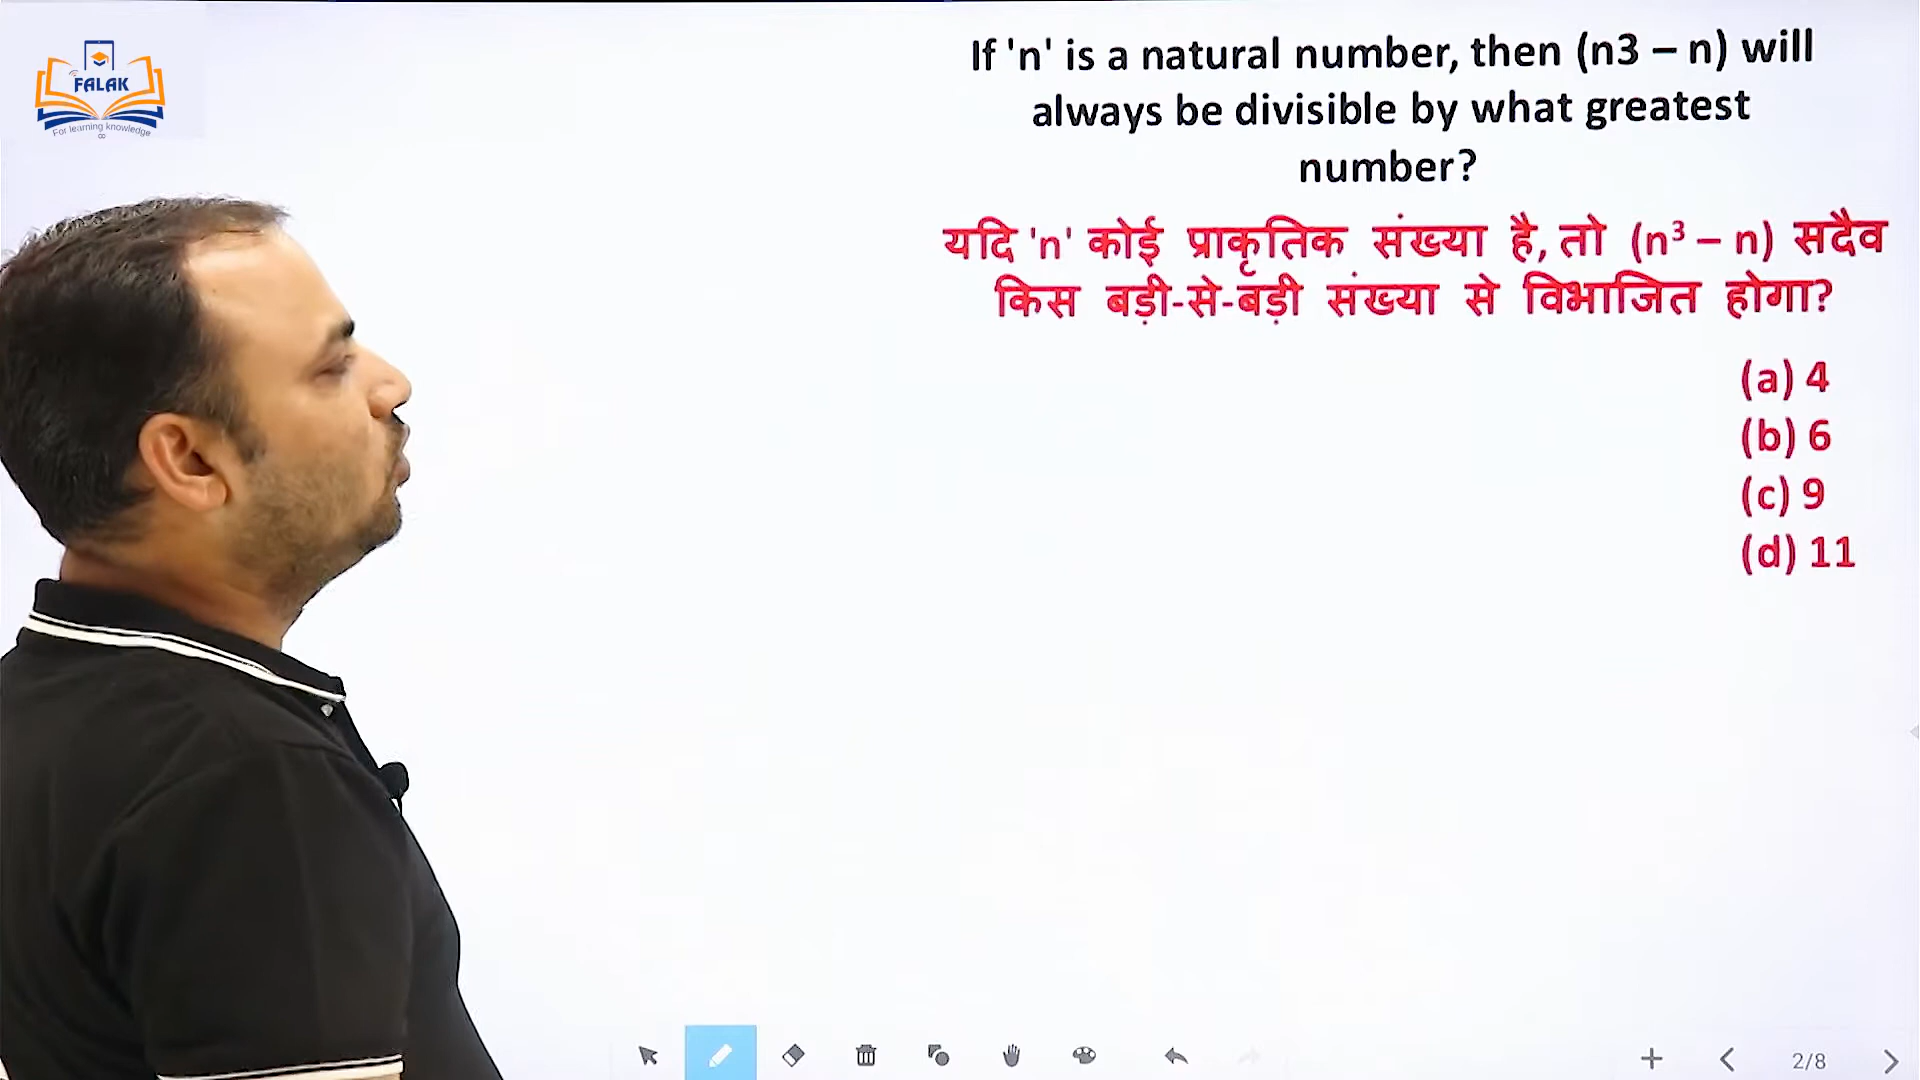 FALAK
For learning knowledge
If 'n' is a natural number, then (n3 – n) will
always be divisible by what greatest
number?
यदि 'n' कोई प्राकृतिक संख्या है, तो (n³ – n) सदैव
किस बड़ी-से-बड़ी संख्या से विभाजित होगा?
(a) 4
(b) 6
(c) 9
(d) 11
2/8